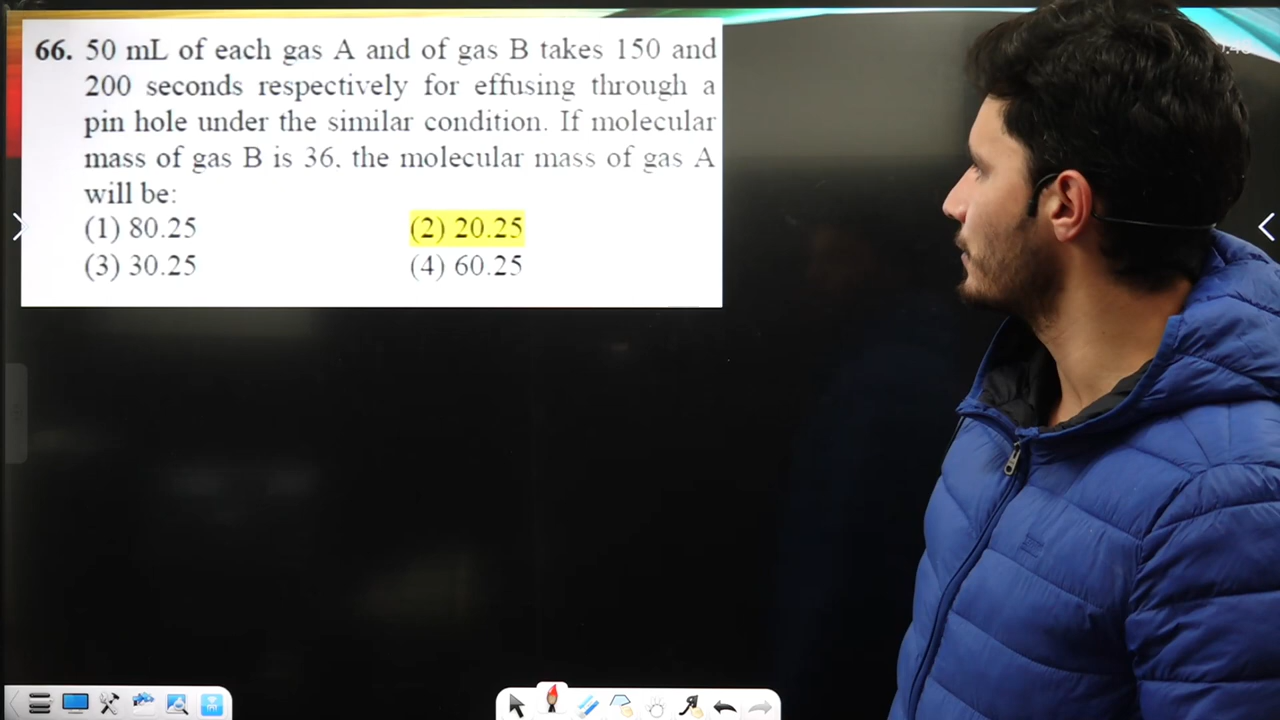 66. 50 mL of each gas A and of gas B takes 150 and
200 seconds respectively for effusing through a
pin hole under the similar condition. If molecular
mass of gas B is 36, the molecular mass of gas A
will be:
(1) 80.25 (2) 20.25
(3) 30.25 (4) 60.25